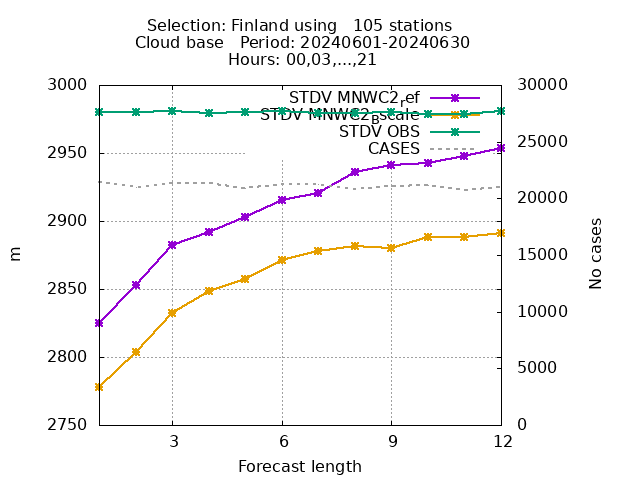 Selection: Finland using   105 stations
Cloud base   Period: 20240601-20240630
Hours: 00,03,...,21
3000
2950
2900
2850
2800
2750
m
30000
25000
20000
15000
10000
5000
0
No cases
STDV MNWC2ref
STDV MNWC2Bscale
STDV OBS
CASES
3
6
9
12
Forecast length